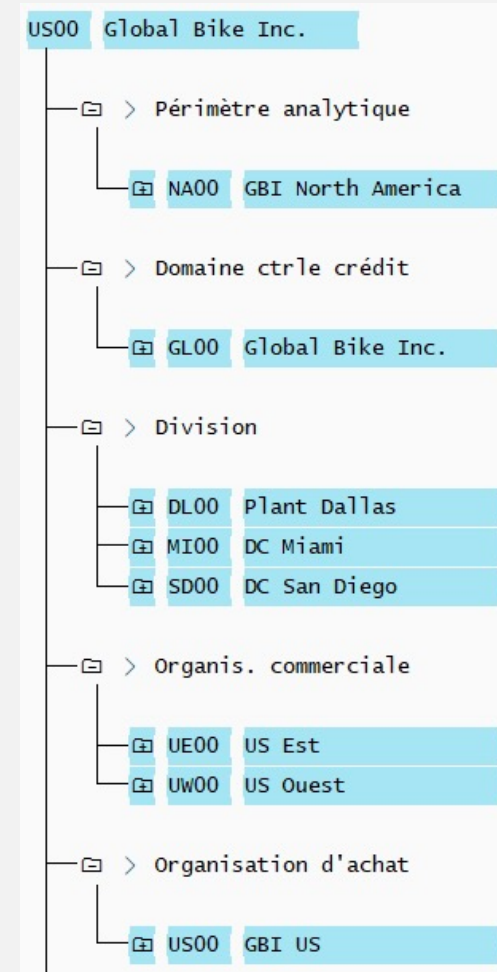 US00 Global Bike Inc.
> Périmètre analytique
NA00 GBI North America
> Domaine ctrle crédit
GL00 Global Bike Inc.
> Division
DL00 Plant Dallas
MI00 DC Miami
SD00 DC San Diego
> Organis. commerciale
UE00 US Est
UW00 US Ouest
> Organisation d'achat
US00 GBI US